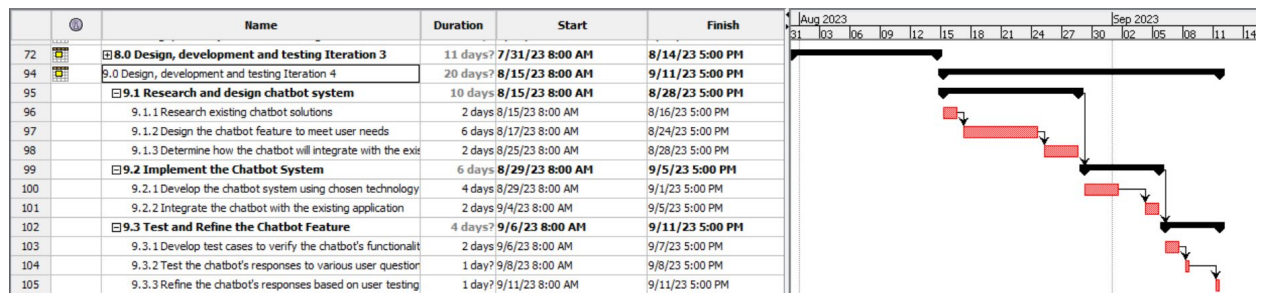 Name Duration Start Finish
Aug 2023 Sep 2023
31 03 06 09 12 15 18 21 24 27 30 02 05 08 11 14
72 8.0 Design, development and testing Iteration 3 11 days? 7/31/23 8:00 AM 8/14/23 5:00 PM
94 9.0 Design, development and testing Iteration 4 20 days? 8/15/23 8:00 AM 9/11/23 5:00 PM
95 9.1 Research and design chatbot system 10 days 8/15/23 8:00 AM 8/28/23 5:00 PM
96 9.1.1 Research existing chatbot solutions 2 days 8/15/23 8:00 AM 8/16/23 5:00 PM
97 9.1.2 Design the chatbot feature to meet user needs 6 days 8/17/23 8:00 AM 8/24/23 5:00 PM
98 9.1.3 Determine how the chatbot will integrate with the exis 2 days 8/25/23 8:00 AM 8/28/23 5:00 PM
99 9.2 Implement the Chatbot System 6 days 8/29/23 8:00 AM 9/5/23 5:00 PM
100 9.2.1 Develop the chatbot system using chosen technology 4 days 8/29/23 8:00 AM 9/1/23 5:00 PM
101 9.2.2 Integrate the chatbot with the existing application 2 days 9/4/23 8:00 AM 9/5/23 5:00 PM
102 9.3 Test and Refine the Chatbot Feature 4 days? 9/6/23 8:00 AM 9/11/23 5:00 PM
103 9.3.1 Develop test cases to verify the chatbot's functionalit 2 days 9/6/23 8:00 AM 9/7/23 5:00 PM
104 9.3.2 Test the chatbot's responses to various user question 1 day? 9/8/23 8:00 AM 9/8/23 5:00 PM
105 9.3.3 Refine the chatbot's responses based on user testing 1 day? 9/11/23 8:00 AM 9/11/23 5:00 PM